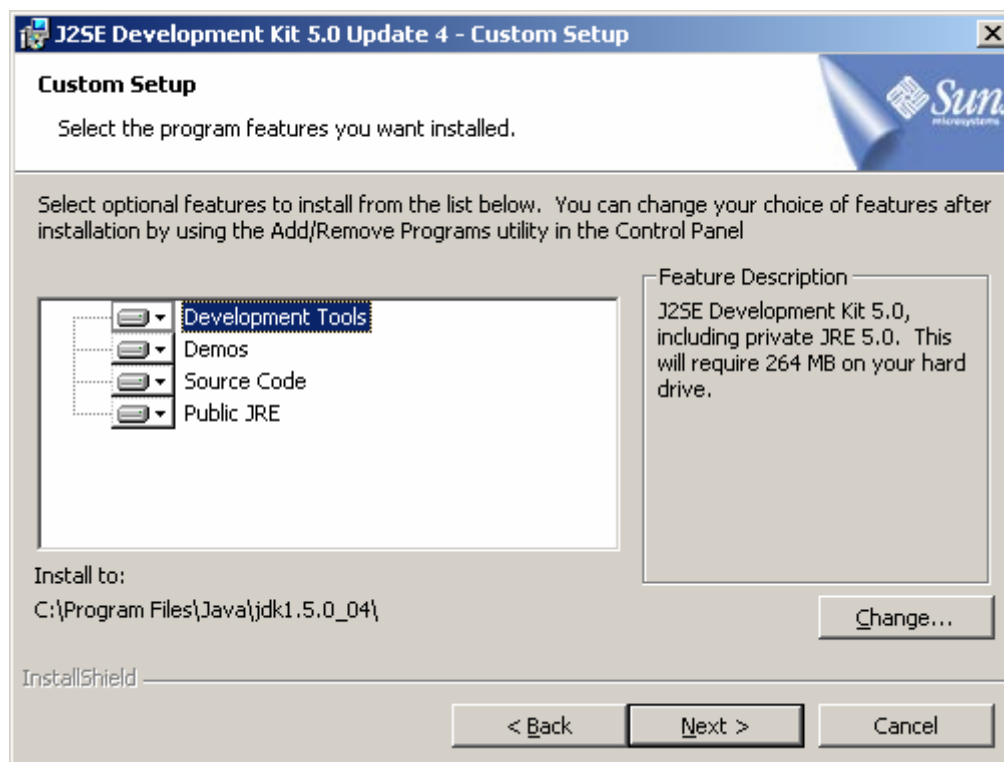 J2SE Development Kit 5.0 Update 4 - Custom Setup
Custom Setup
Select the program features you want installed.
Sun
microsystems
Select optional features to install from the list below. You can change your choice of features after
installation by using the Add/Remove Programs utility in the Control Panel
Development Tools
Demos
Source Code
Public JRE
Feature Description
J2SE Development Kit 5.0,
including private JRE 5.0. This
will require 264 MB on your hard
drive.
Install to:
C:\Program Files\Java\jdk1.5.0_04\
Change...
InstallShield
< Back
Next >
Cancel